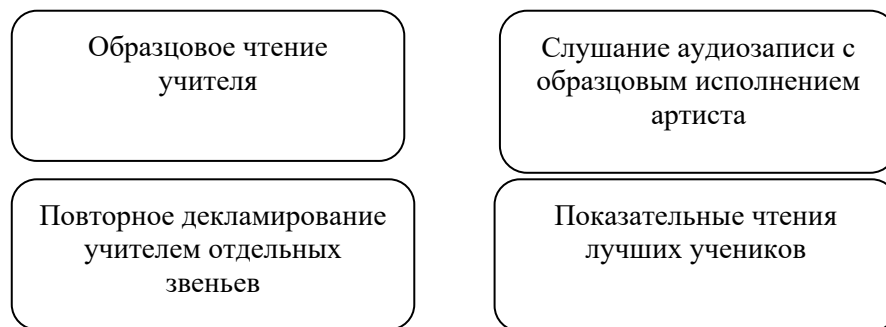 Образцовое чтение
учителя
Слушание аудиозаписи с
образцовым исполнением
артиста
Повторное декламирование
учителем отдельных
звеньев
Показательные чтения
лучших учеников